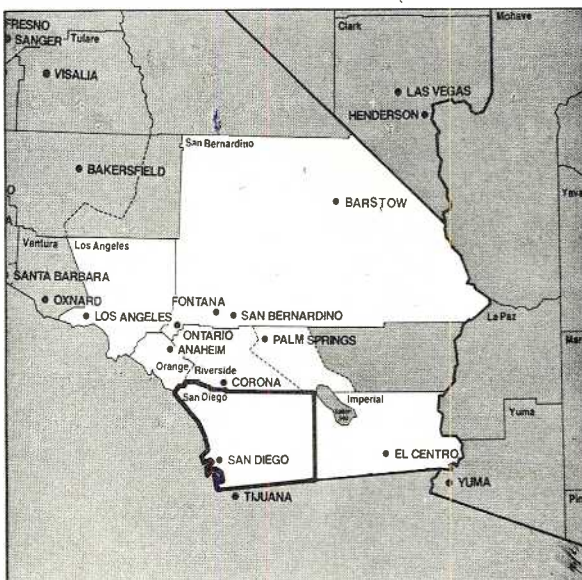 FRESNO
SANGER
Tulare
VISALIA
Clark
Mohave
LAS VEGAS
HENDERSON
San Bernardino
BAKERSFIELD
BARSTOW
Yava
Ventura
Los Angeles
SANTA BARBARA
OXNARD
LOS ANGELES
FONTANA
SAN BERNARDINO
La Paz
ONTARIO
ANAHEIM
PALM SPRINGS
Orange
Riverside
CORONA
San Diego
Imperial
Yuma
SAN DIEGO
EL CENTRO
YUMA
TIJUANA